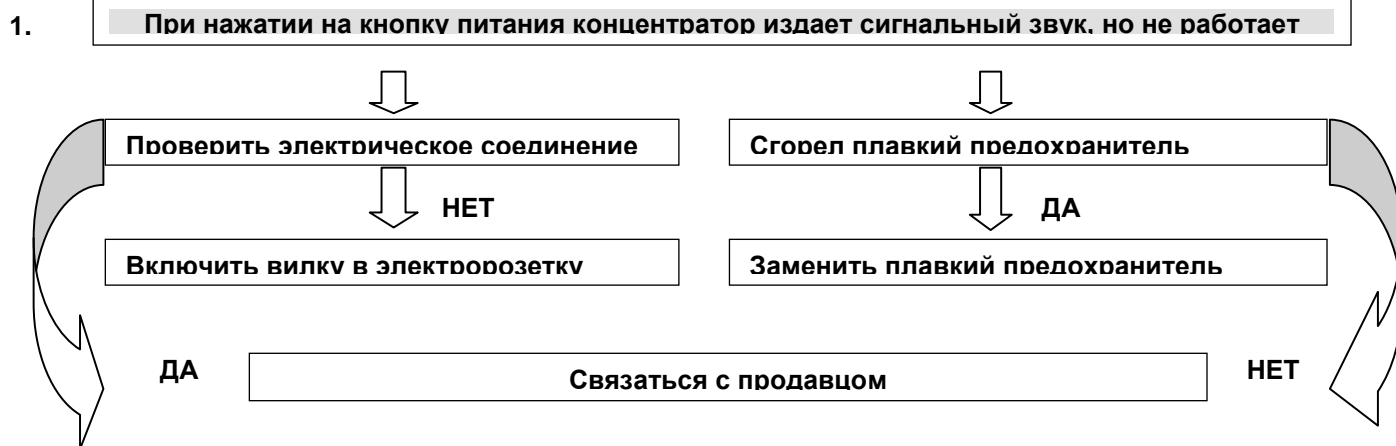 1. При нажатии на кнопку питания концентратор издает сигнальный звук, но не работает
Проверить электрическое соединение
Сгорел плавкий предохранитель
НЕТ
ДА
Включить вилку в электророзетку
Заменить плавкий предохранитель
ДА
Связаться с продавцом
НЕТ